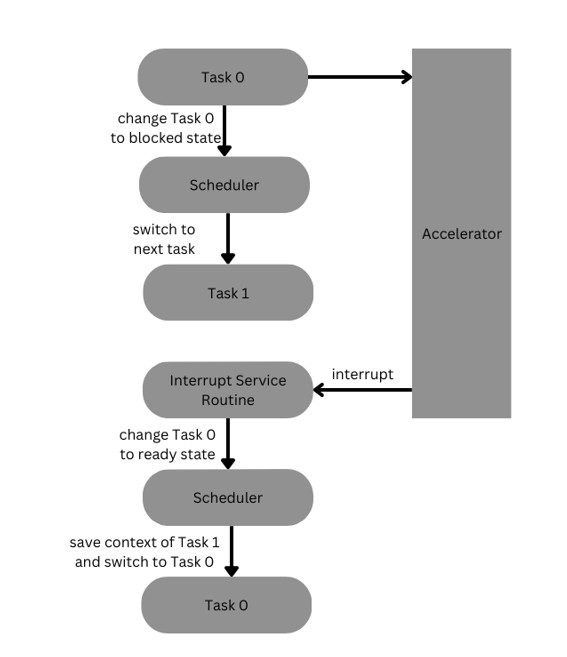 Task 0
change Task 0
to blocked state
Scheduler
switch to
next task
Accelerator
Task 1
interrupt
Interrupt Service
Routine
change Task 0
to ready state
Scheduler
save context of Task 1
and switch to Task 0
Task 0